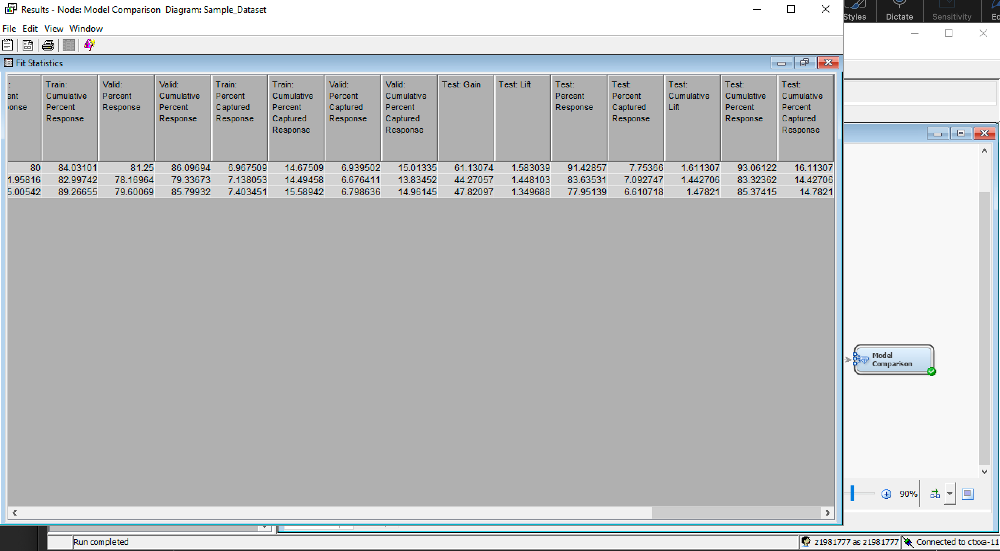 Results - Node: Model Comparison Diagram: Sample_Dataset
Styles Dictate Sensitivity
File Edit View Window
Fit Statistics
Train: Cumulative Percent Response
Valid: Percent Response
Valid: Cumulative Percent Response
Train: Percent Captured Response
Train: Cumulative Percent Captured Response
Valid: Percent Captured Response
Valid: Cumulative Percent Captured Response
Test: Gain
Test: Lift
Test: Percent Response
Test: Percent Captured Response
Test: Cumulative Lift
Test: Cumulative Percent Response
Test: Cumulative Percent Captured Response
80 84.03101 81.25 86.09694 6.967509 14.67509 6.939502 15.01335 61.13074 1.583039 91.42857 7.75366 1.611307 93.06122 16.11307
1.95816 82.99742 78.16964 79.33673 7.138053 14.49458 6.676411 13.83452 44.27057 1.448103 83.63531 7.092747 1.442706 83.32362 14.42706
5.00542 89.26655 79.60069 85.79932 7.403451 15.58942 6.798636 14.96145 47.82097 1.349688 77.95139 6.610718 1.47821 85.37415 14.7821
Model
Comparison
90%
Run completed
z1981777 as z1981777
Connected to ctxxa-11